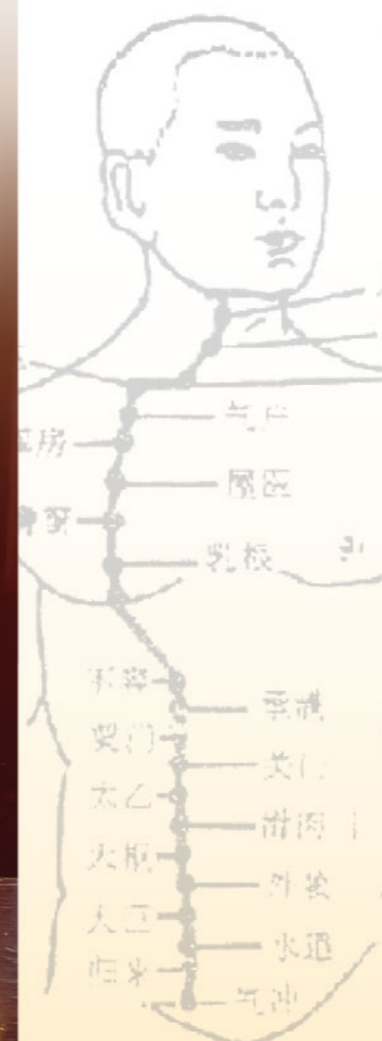 气户
库房
屋翳
膺窗
乳根
不容
承满
梁门
关门
太乙
滑肉门
天枢
外陵
大巨
水道
归来
气冲